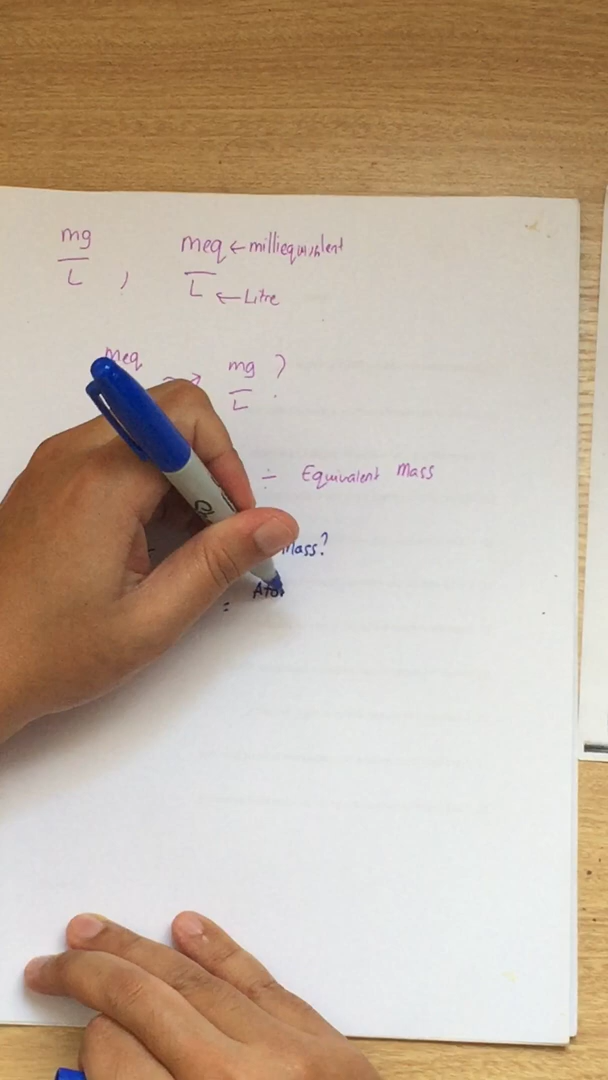 mg
L , meq ← milliequivalent
L ← Litre
meq → mg ?
L
÷ Equivalent Mass
Mass?
= Ato